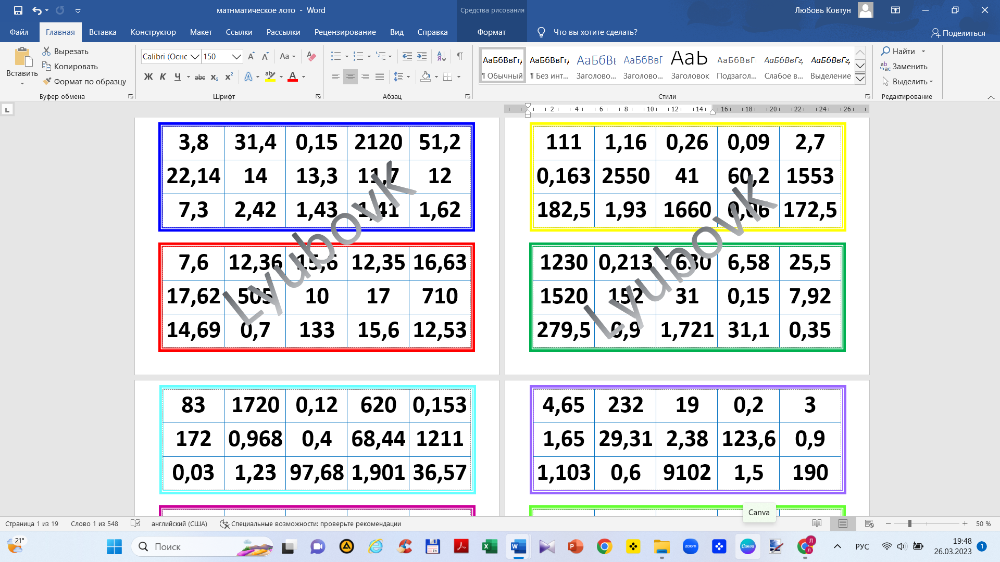 матнматическое лото - Word
Средства рисования
Любовь Ковтун
Файл Главная Вставка Конструктор Макет Ссылки Рассылки Рецензирование Вид Справка Формат Что вы хотите сделать? Поделиться
Вставить
Вырезать
Копировать
Формат по образцу
Буфер обмена
Calibri (Оснс 150
Aa
Ж К Ч abc x₂ x²
Шрифт
Абзац
АаБбВвГг, АаБбВвГг, АаБбВı АаБбВвГ АаЬ АаБбВвГı АаБбВвГг, АаБбВвГг,
¶ Обычный ¶ Без инт... Заголово... Заголово... Заголовок Подзагол... Слабое в... Выделение
Стили
Найти
Заменить
Выделить
Редактирование
2 4 6 8 10 12 14 16 18 20 22 24 26
3,8 31,4 0,15 2120 51,2
22,14 14 13,3 11,7 12
7,3 2,42 1,43 1,41 1,62
7,6 12,36 15,6 12,35 16,63
17,62 505 10 17 710
14,69 0,7 133 15,6 12,53
LyubovK
111 1,16 0,26 0,09 2,7
0,163 2550 41 60,2 1553
182,5 1,93 1660 0,06 172,5
1230 0,213 1630 6,58 25,5
1520 152 31 0,15 7,92
279,5 0,9 1,721 31,1 0,35
LyubovK
83 1720 0,12 620 0,153
172 0,968 0,4 68,44 1211
0,03 1,23 97,68 1,901 36,57
4,65 232 19 0,2 3
1,65 29,31 2,38 123,6 0,9
1,103 0,6 9102 1,5 190
Canva
Страница 1 из 19 Слово 1 из 548 английский (США) Специальные возможности: проверьте рекомендации 50 %
21° Поиск zoom Canva РУС 19:48
26.03.2023 1